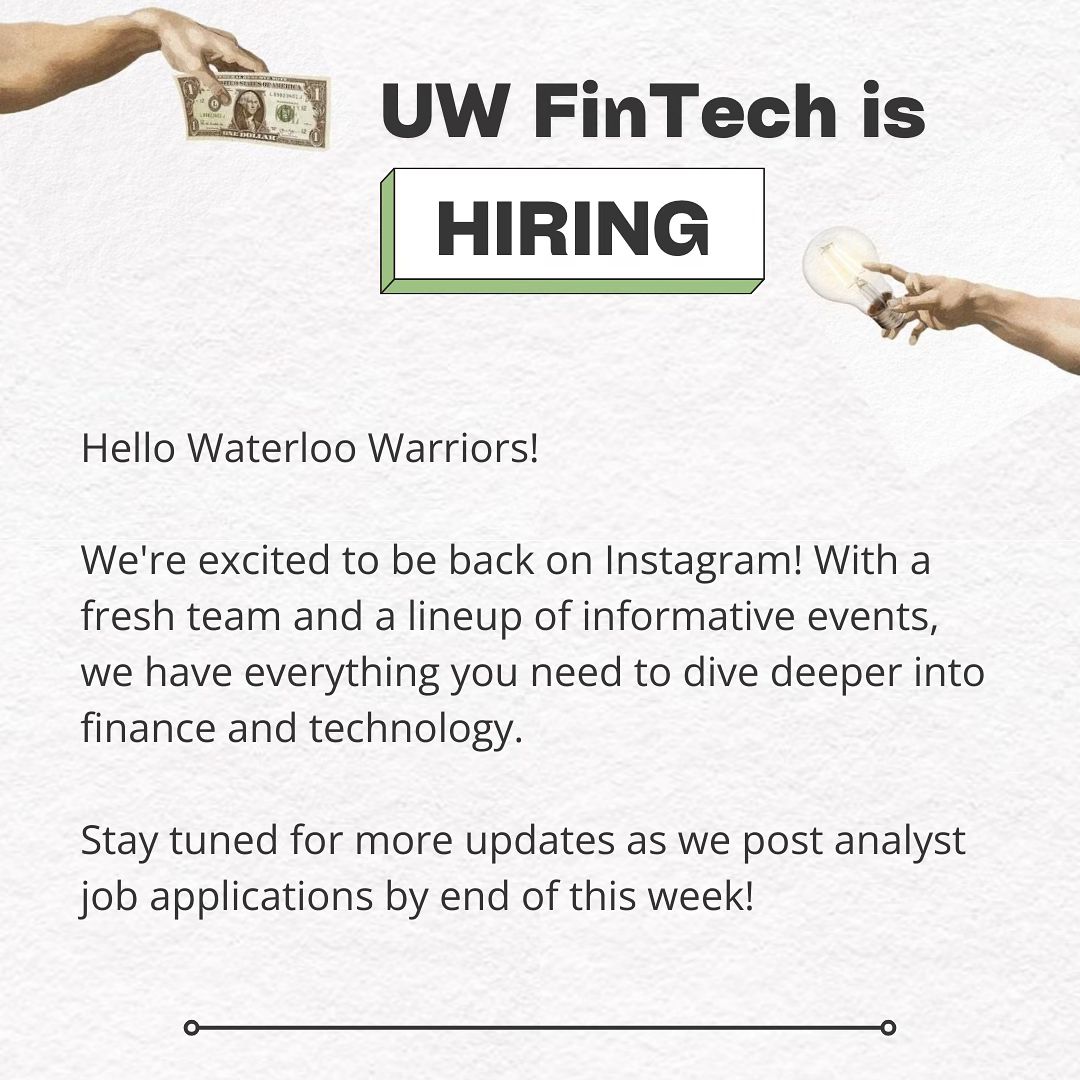 UW FinTech is
HIRING
Hello Waterloo Warriors!
We're excited to be back on Instagram! With a
fresh team and a lineup of informative events,
we have everything you need to dive deeper into
finance and technology.
Stay tuned for more updates as we post analyst
job applications by end of this week!